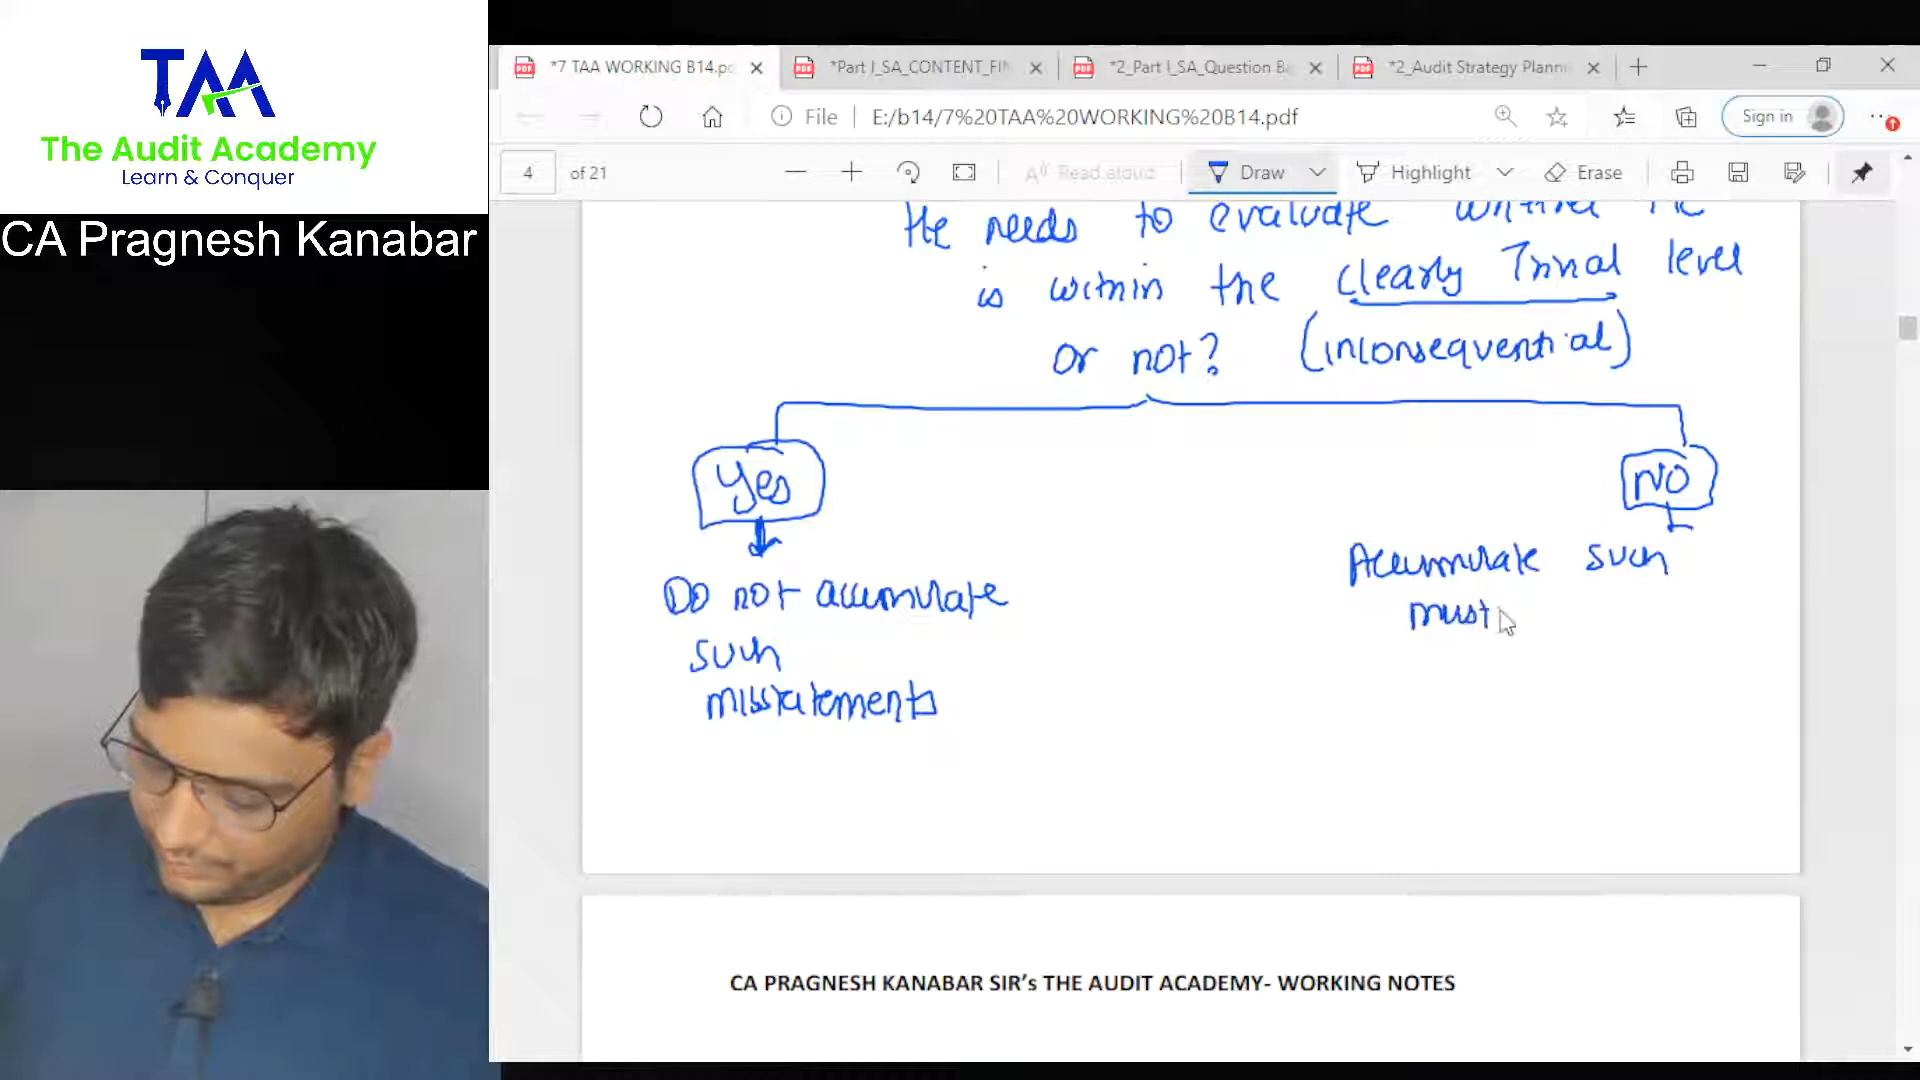 TAA
The Audit Academy
Learn & Conquer
CA Pragnesh Kanabar
*7 TAA WORKING B14.pd
*Part I_SA_CONTENT_FIN
*2_Part I_SA_Question Ba
*2_Audit Strategy Planni
File
E:/b14/7%20TAA%20WORKING%20B14.pdf
Sign in
4 of 21
Read aloud
Draw
Highlight
Erase
He needs to evaluate
is within the clearly Trivial level
or not? (inconsequential)
Yes
NO
Do not accumulate
such
misstatements
Accumulate such
misst
CA PRAGNESH KANABAR SIR's THE AUDIT ACADEMY- WORKING NOTES